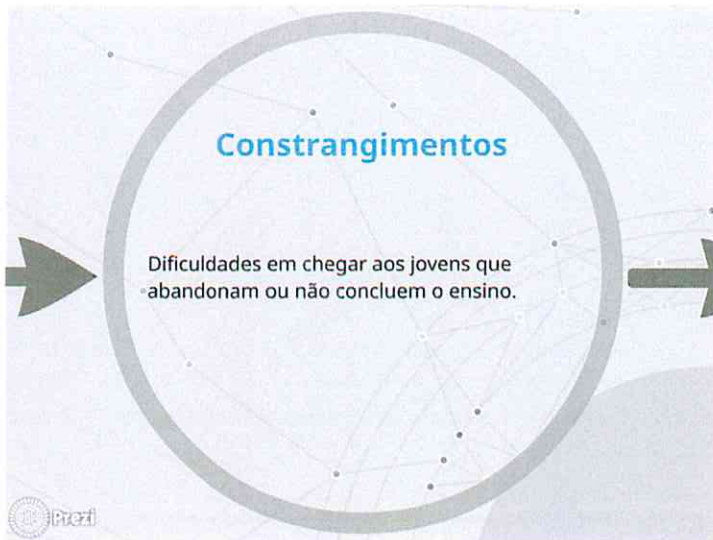 Constrangimentos
Dificuldades em chegar aos jovens que
abandonam ou não concluem o ensino.
Prezi